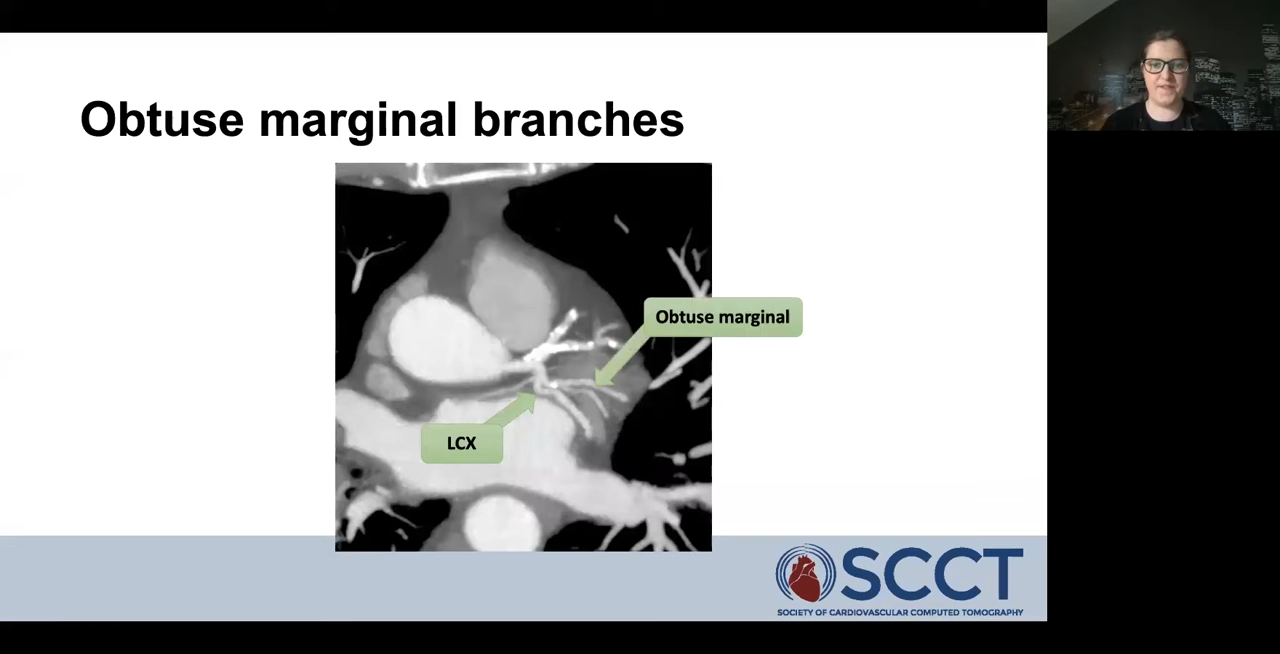 Obtuse marginal branches
Obtuse marginal
LCX
SCCT
SOCIETY OF CARDIOVASCULAR COMPUTED TOMOGRAPHY